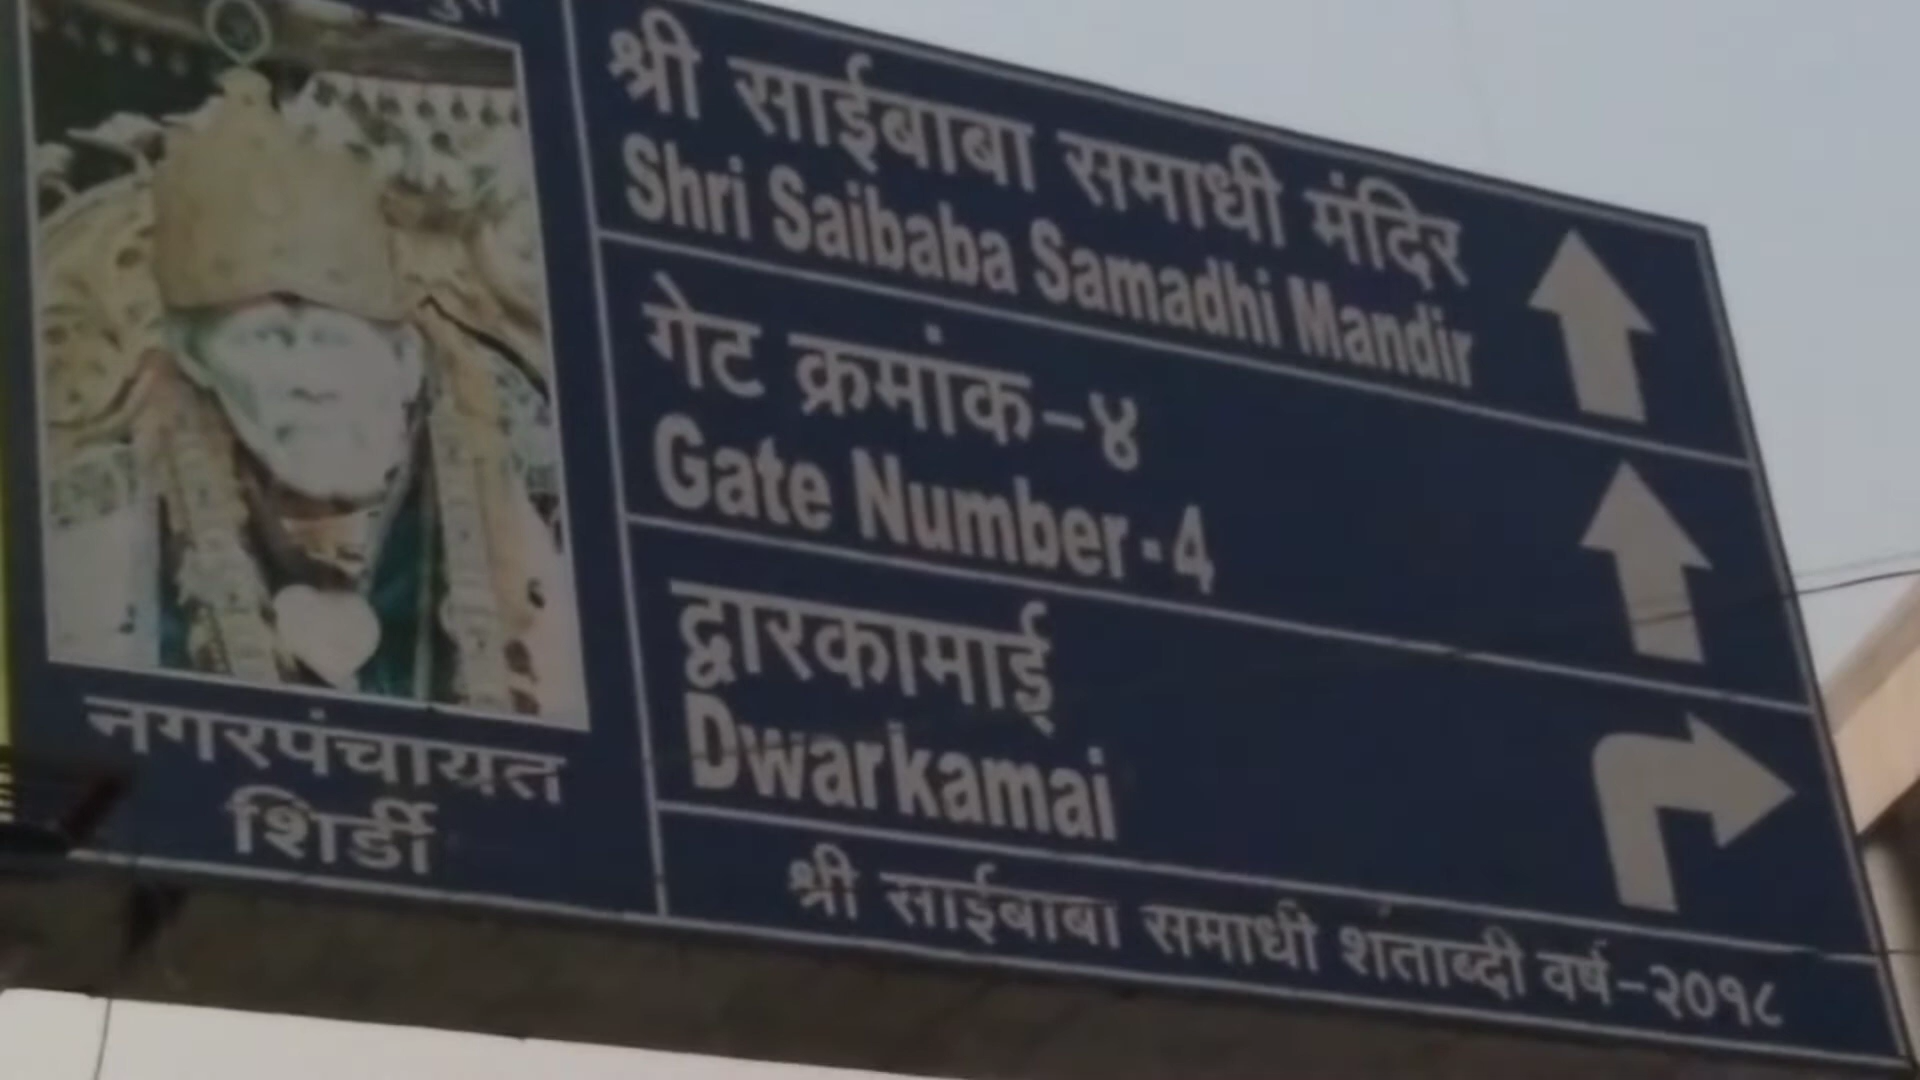 श्री साईबाबा समाधी मंदिर
Shri Saibaba Samadhi Mandir
गेट क्रमांक-४
Gate Number - 4
द्वारकामाई
Dwarkamai
श्री साईबाबा समाधी शताब्दी वर्ष-२०१८
नगरपंचायत
शिर्डी